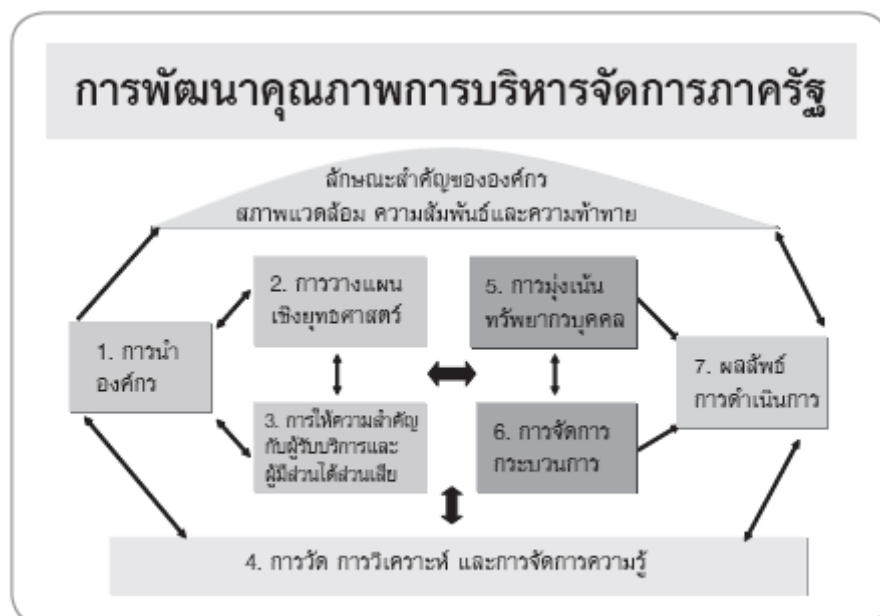 การพัฒนาคุณภาพการบริหารจัดการภาครัฐ
ลักษณะสำคัญขององค์กร
สภาพแวดล้อม ความสัมพันธ์และความท้าทาย
1. การนำ
องค์กร
2. การวางแผน
เชิงยุทธศาสตร์
3. การให้ความสำคัญ
กับผู้รับบริการและ
ผู้มีส่วนได้ส่วนเสีย
5. การมุ่งเน้น
ทรัพยากรบุคคล
6. การจัดการ
กระบวนการ
7. ผลลัพธ์
การดำเนินการ
4. การวัด การวิเคราะห์ และการจัดการความรู้